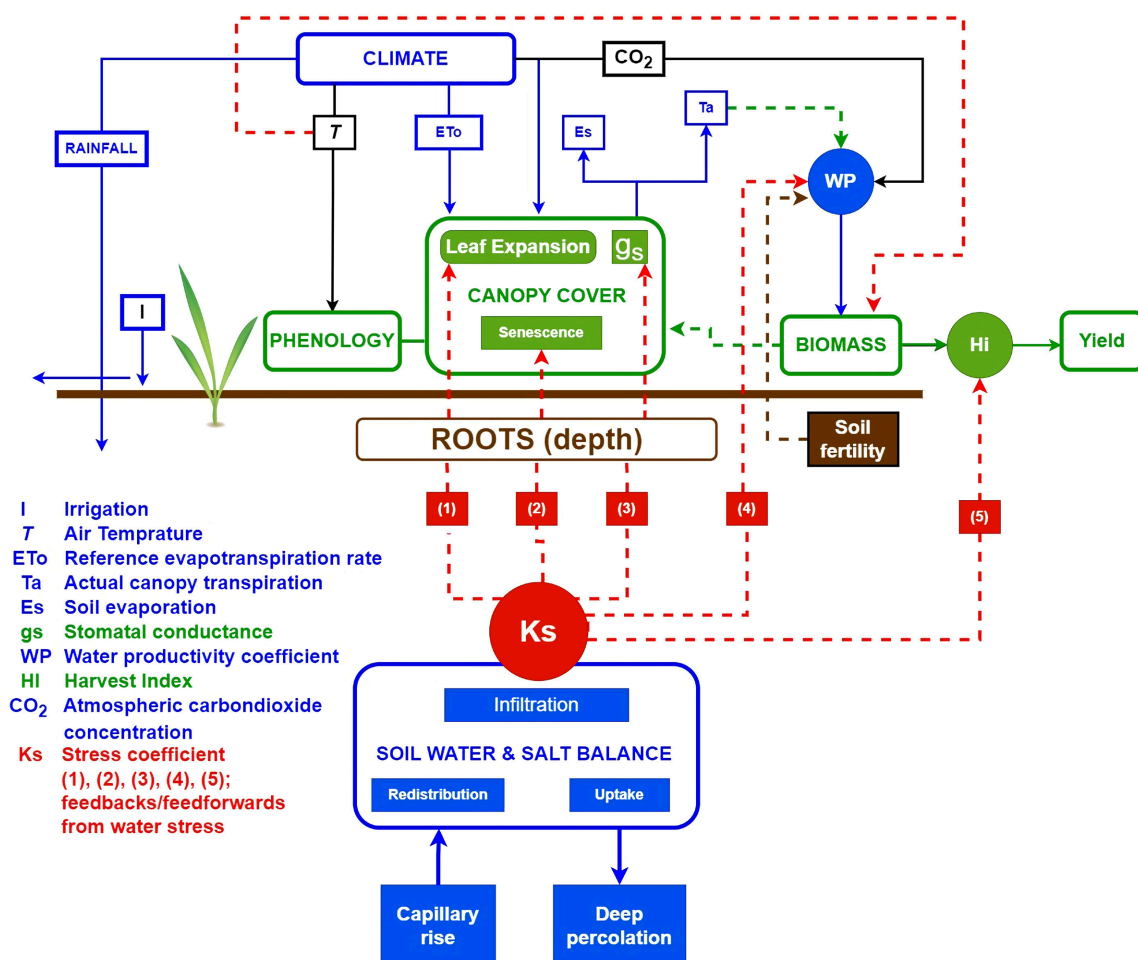 CLIMATE
CO₂
T
ETo
Es
Ta
RAINFALL
WP
Leaf Expansion
gs
CANOPY COVER
Senescence
I
PHENOLOGY
BIOMASS
Hi
Yield
ROOTS (depth)
Soil
fertility
(1)
(2)
(3)
(4)
(5)
I Irrigation
T Air Temprature
ETo Reference evapotranspiration rate
Ta Actual canopy transpiration
Es Soil evaporation
gs Stomatal conductance
WP Water productivity coefficient
HI Harvest Index
CO₂ Atmospheric carbondioxide
concentration
Ks Stress coefficient
(1), (2), (3), (4), (5);
feedbacks/feedforwards
from water stress
Ks
Infiltration
SOIL WATER & SALT BALANCE
Redistribution
Uptake
Capillary
rise
Deep
percolation